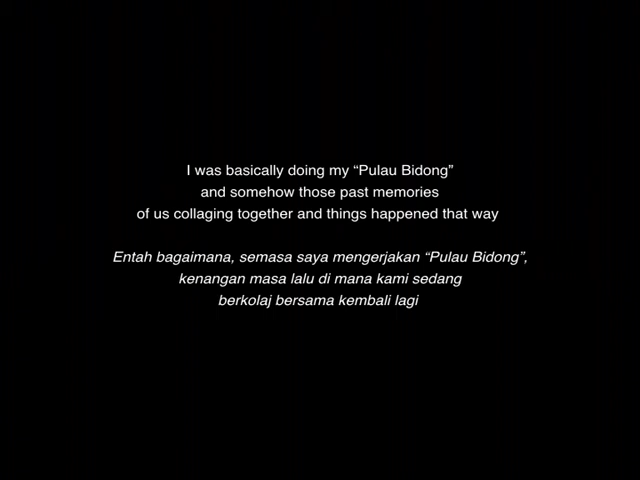 I was basically doing my “Pulau Bidong”
and somehow those past memories
of us collaging together and things happened that way
Entah bagaimana, semasa saya mengerjakan “Pulau Bidong”,
kenangan masa lalu di mana kami sedang
berkolaj bersama kembali lagi